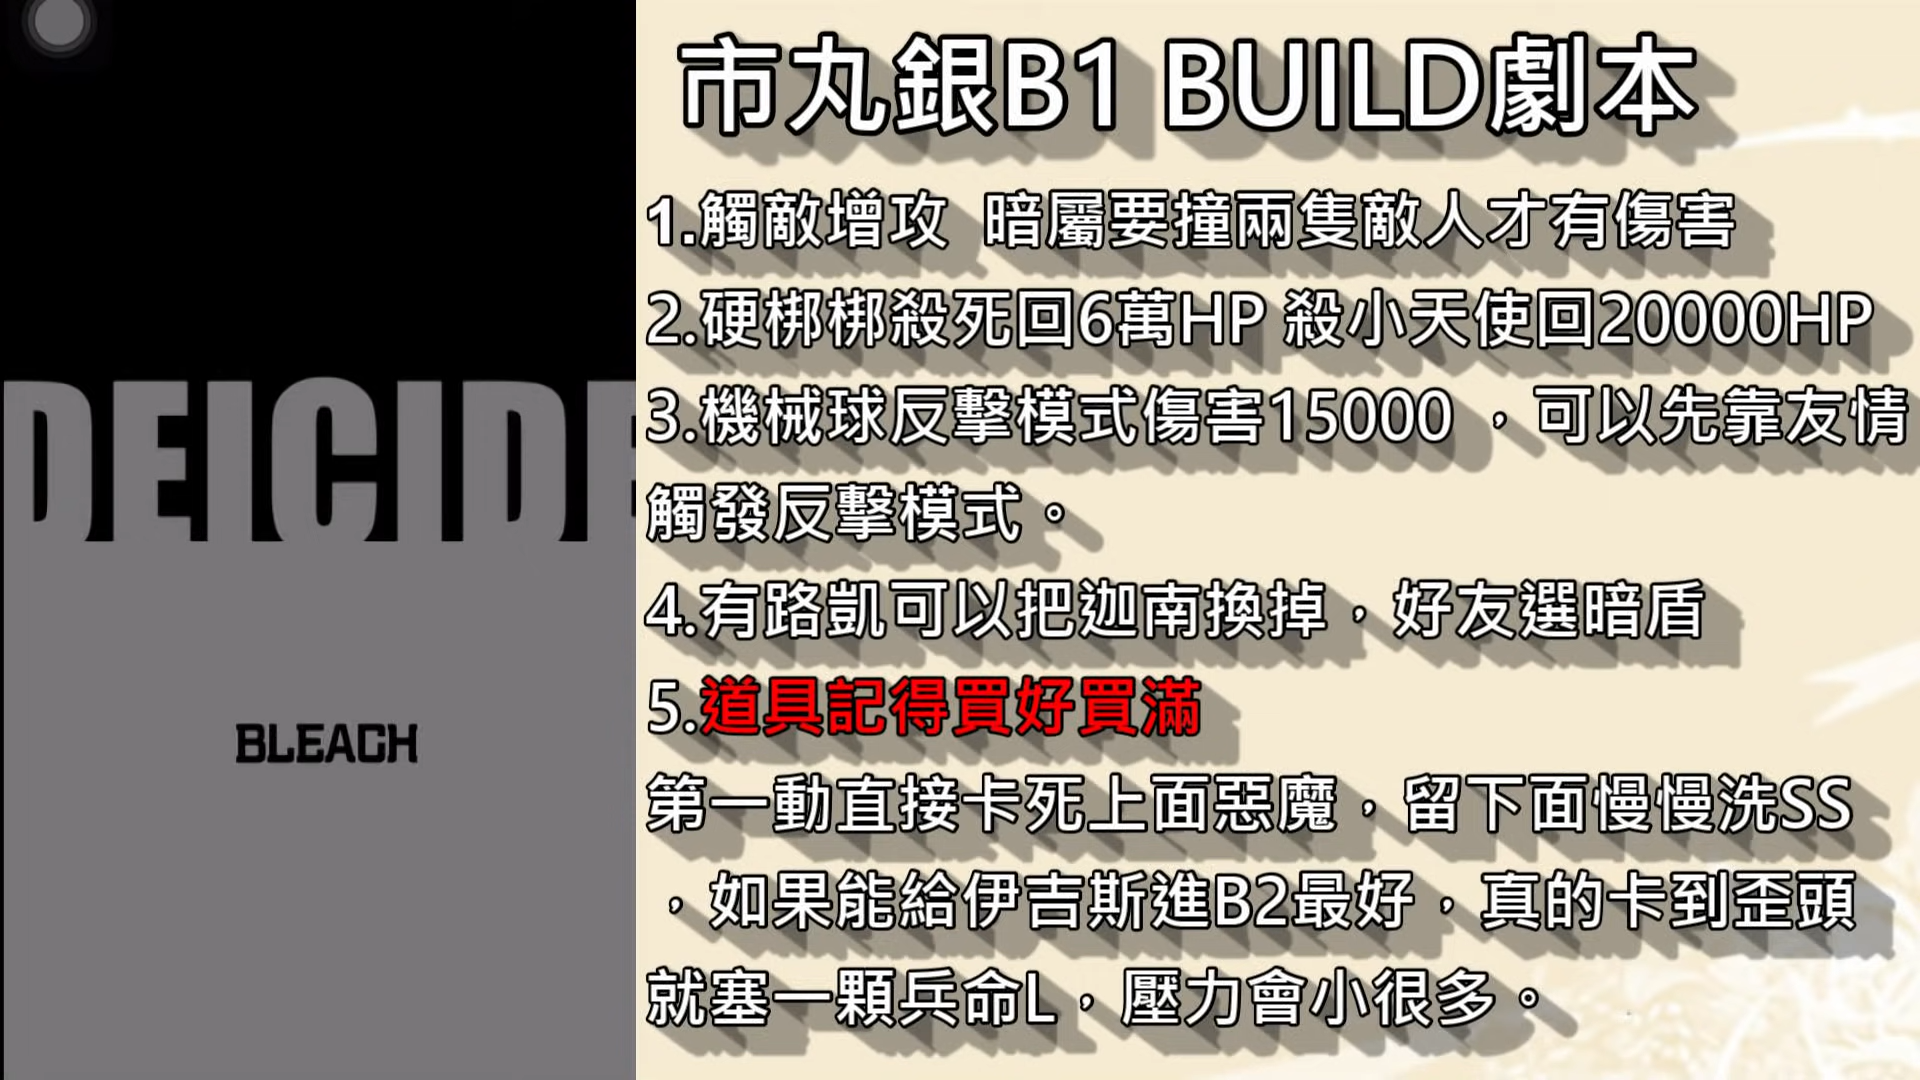 DEICIDE
BLEACH
市丸銀B1 BUILD劇本
1.觸敵增攻 暗屬要撞兩隻敵人才有傷害
2.硬梆梆殺死回6萬HP 殺小天使回20000HP
3.機械球反擊模式傷害15000，可以先靠友情
觸發反擊模式。
4.有路凱可以把迦南換掉，好友選暗盾
5.道具記得買好買滿
第一動直接卡死上面惡魔，留下面慢慢洗SS
，如果能給伊吉斯進B2最好，真的卡到歪頭
就塞一顆兵命L，壓力會小很多。